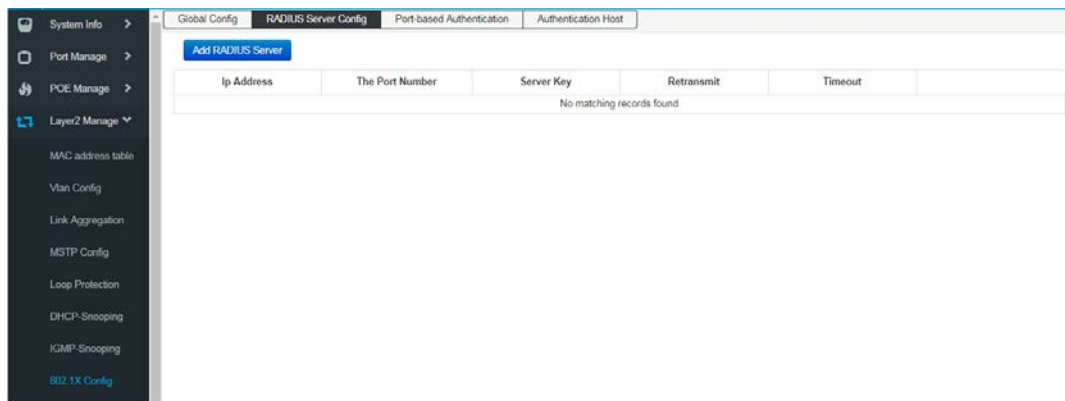 System Info
Port Manage
POE Manage
Layer2 Manage
MAC address table
Vlan Config
Link Aggregation
MSTP Config
Loop Protection
DHCP-Snooping
IGMP-Snooping
802.1X Config
Global Config RADIUS Server Config Port-based Authentication Authentication Host
Add RADIUS Server
Ip Address The Port Number Server Key Retransmit Timeout
No matching records found